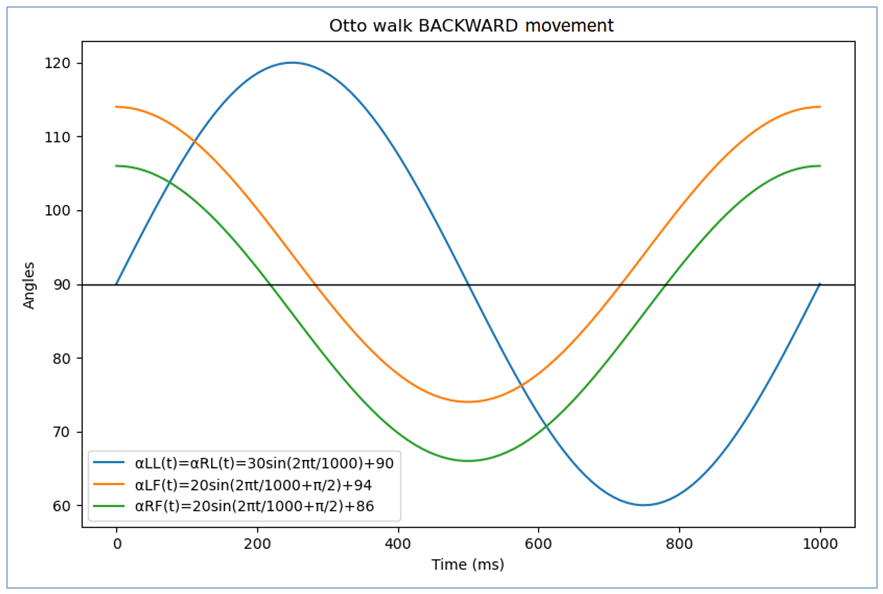 Otto walk BACKWARD movement
120
110
100
90
80
70
60
Angles
αLL(t)=αRL(t)=30sin(2πt/1000)+90
αLF(t)=20sin(2πt/1000+π/2)+94
αRF(t)=20sin(2πt/1000+π/2)+86
0 200 400 600 800 1000
Time (ms)